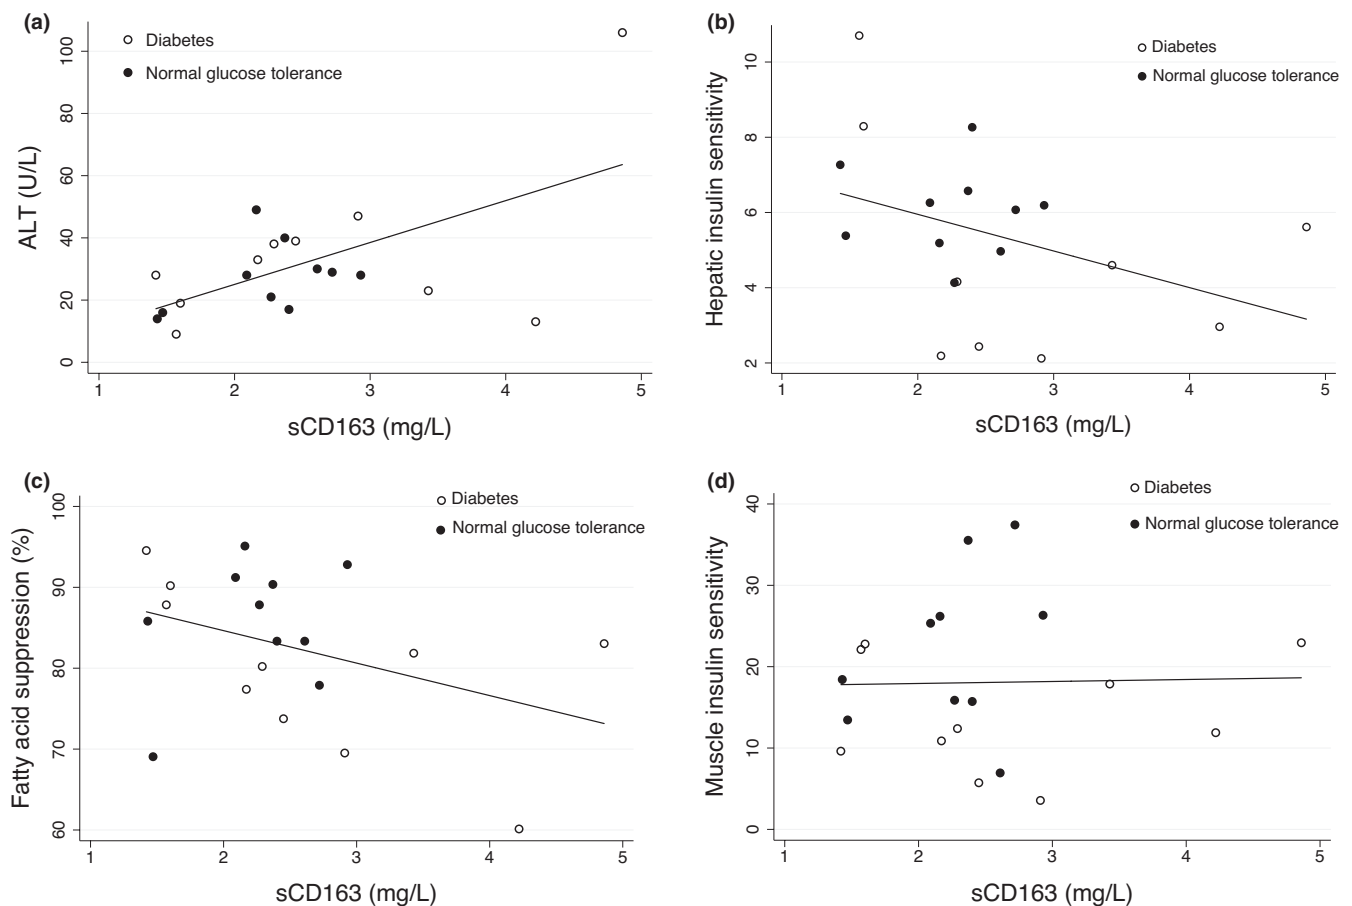 (a)
Diabetes
Normal glucose tolerance
ALT (U/L)
100
80
60
40
20
0
1 2 3 4 5
sCD163 (mg/L)
(b)
Diabetes
Normal glucose tolerance
Hepatic insulin sensitivity
10
8
6
4
2
1 2 3 4 5
sCD163 (mg/L)
(c)
Diabetes
Normal glucose tolerance
Fatty acid suppression (%)
100
90
80
70
60
1 2 3 4 5
sCD163 (mg/L)
(d)
Diabetes
Normal glucose tolerance
Muscle insulin sensitivity
40
30
20
10
0
1 2 3 4 5
sCD163 (mg/L)